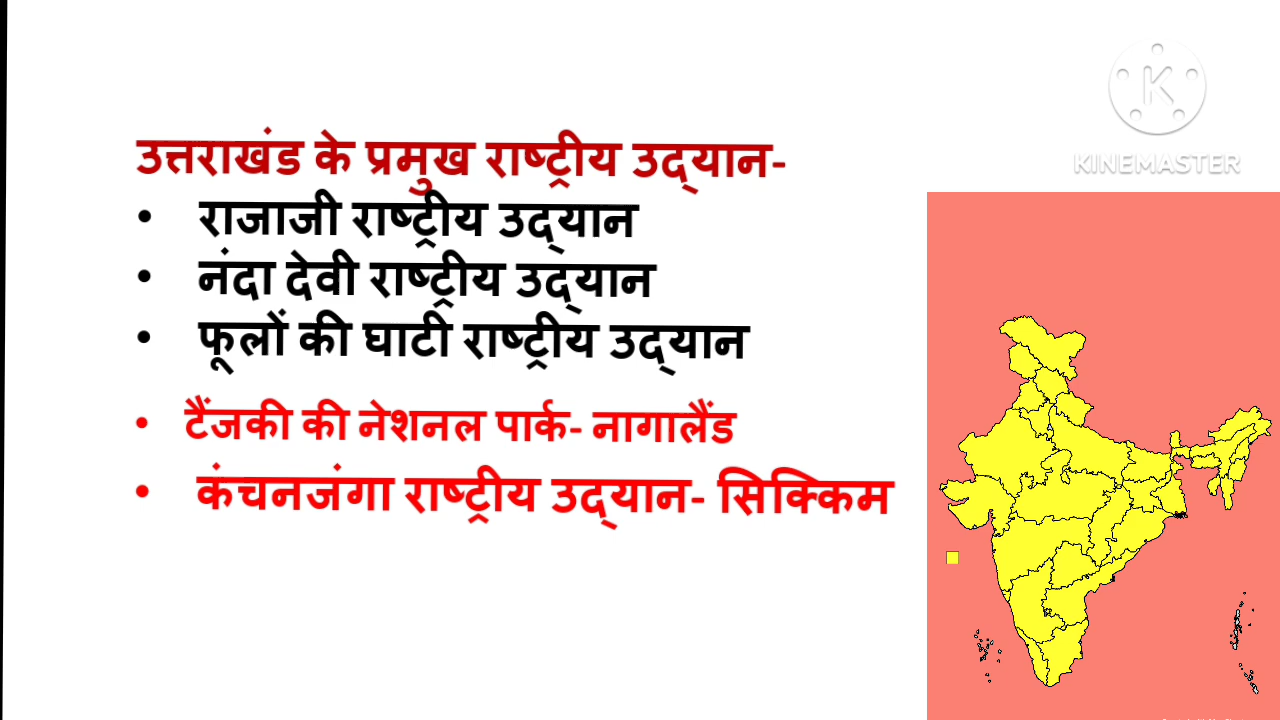 KINEMASTER
उत्तराखंड के प्रमुख राष्ट्रीय उद्यान-
• राजाजी राष्ट्रीय उद्यान
• नंदा देवी राष्ट्रीय उद्यान
• फूलों की घाटी राष्ट्रीय उद्यान
• टैंजकी की नेशनल पार्क- नागालैंड
• कंचनजंगा राष्ट्रीय उद्यान- सिक्किम